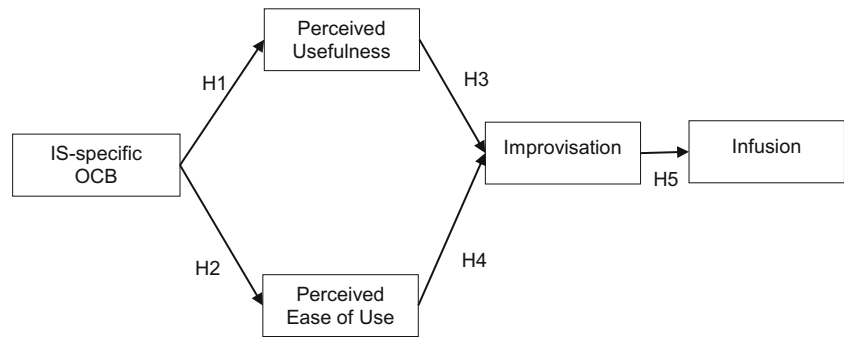 Perceived
Usefulness
H1
H3
IS-specific
OCB
Improvisation
Infusion
H5
H2
H4
Perceived
Ease of Use